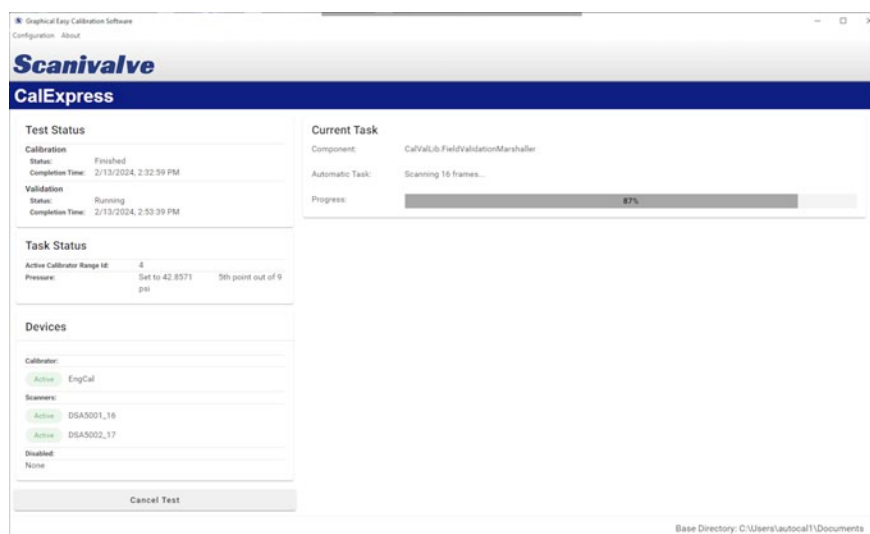 Graphical Easy Calibration Software
Configuration About
Scanivalve
CalExpress
Test Status
Calibration
Status: Finished
Completion Time: 2/13/2024, 2:32:59 PM
Validation
Status: Running
Completion Time: 2/13/2024, 2:53:39 PM
Task Status
Active Calibrator Range Id: 4
Pressure: Set to 42.8571 psi 5th point out of 9
Devices
Calibrator:
Active EngCal
Scanners:
Active DSA5001_16
Active DSA5002_17
Disabled:
None
Cancel Test
Current Task
Component: CalValLib.FieldValidationMarshaller
Automatic Task: Scanning 16 frames...
Progress: 87%
Base Directory: C:\Users\autocal1\Documents